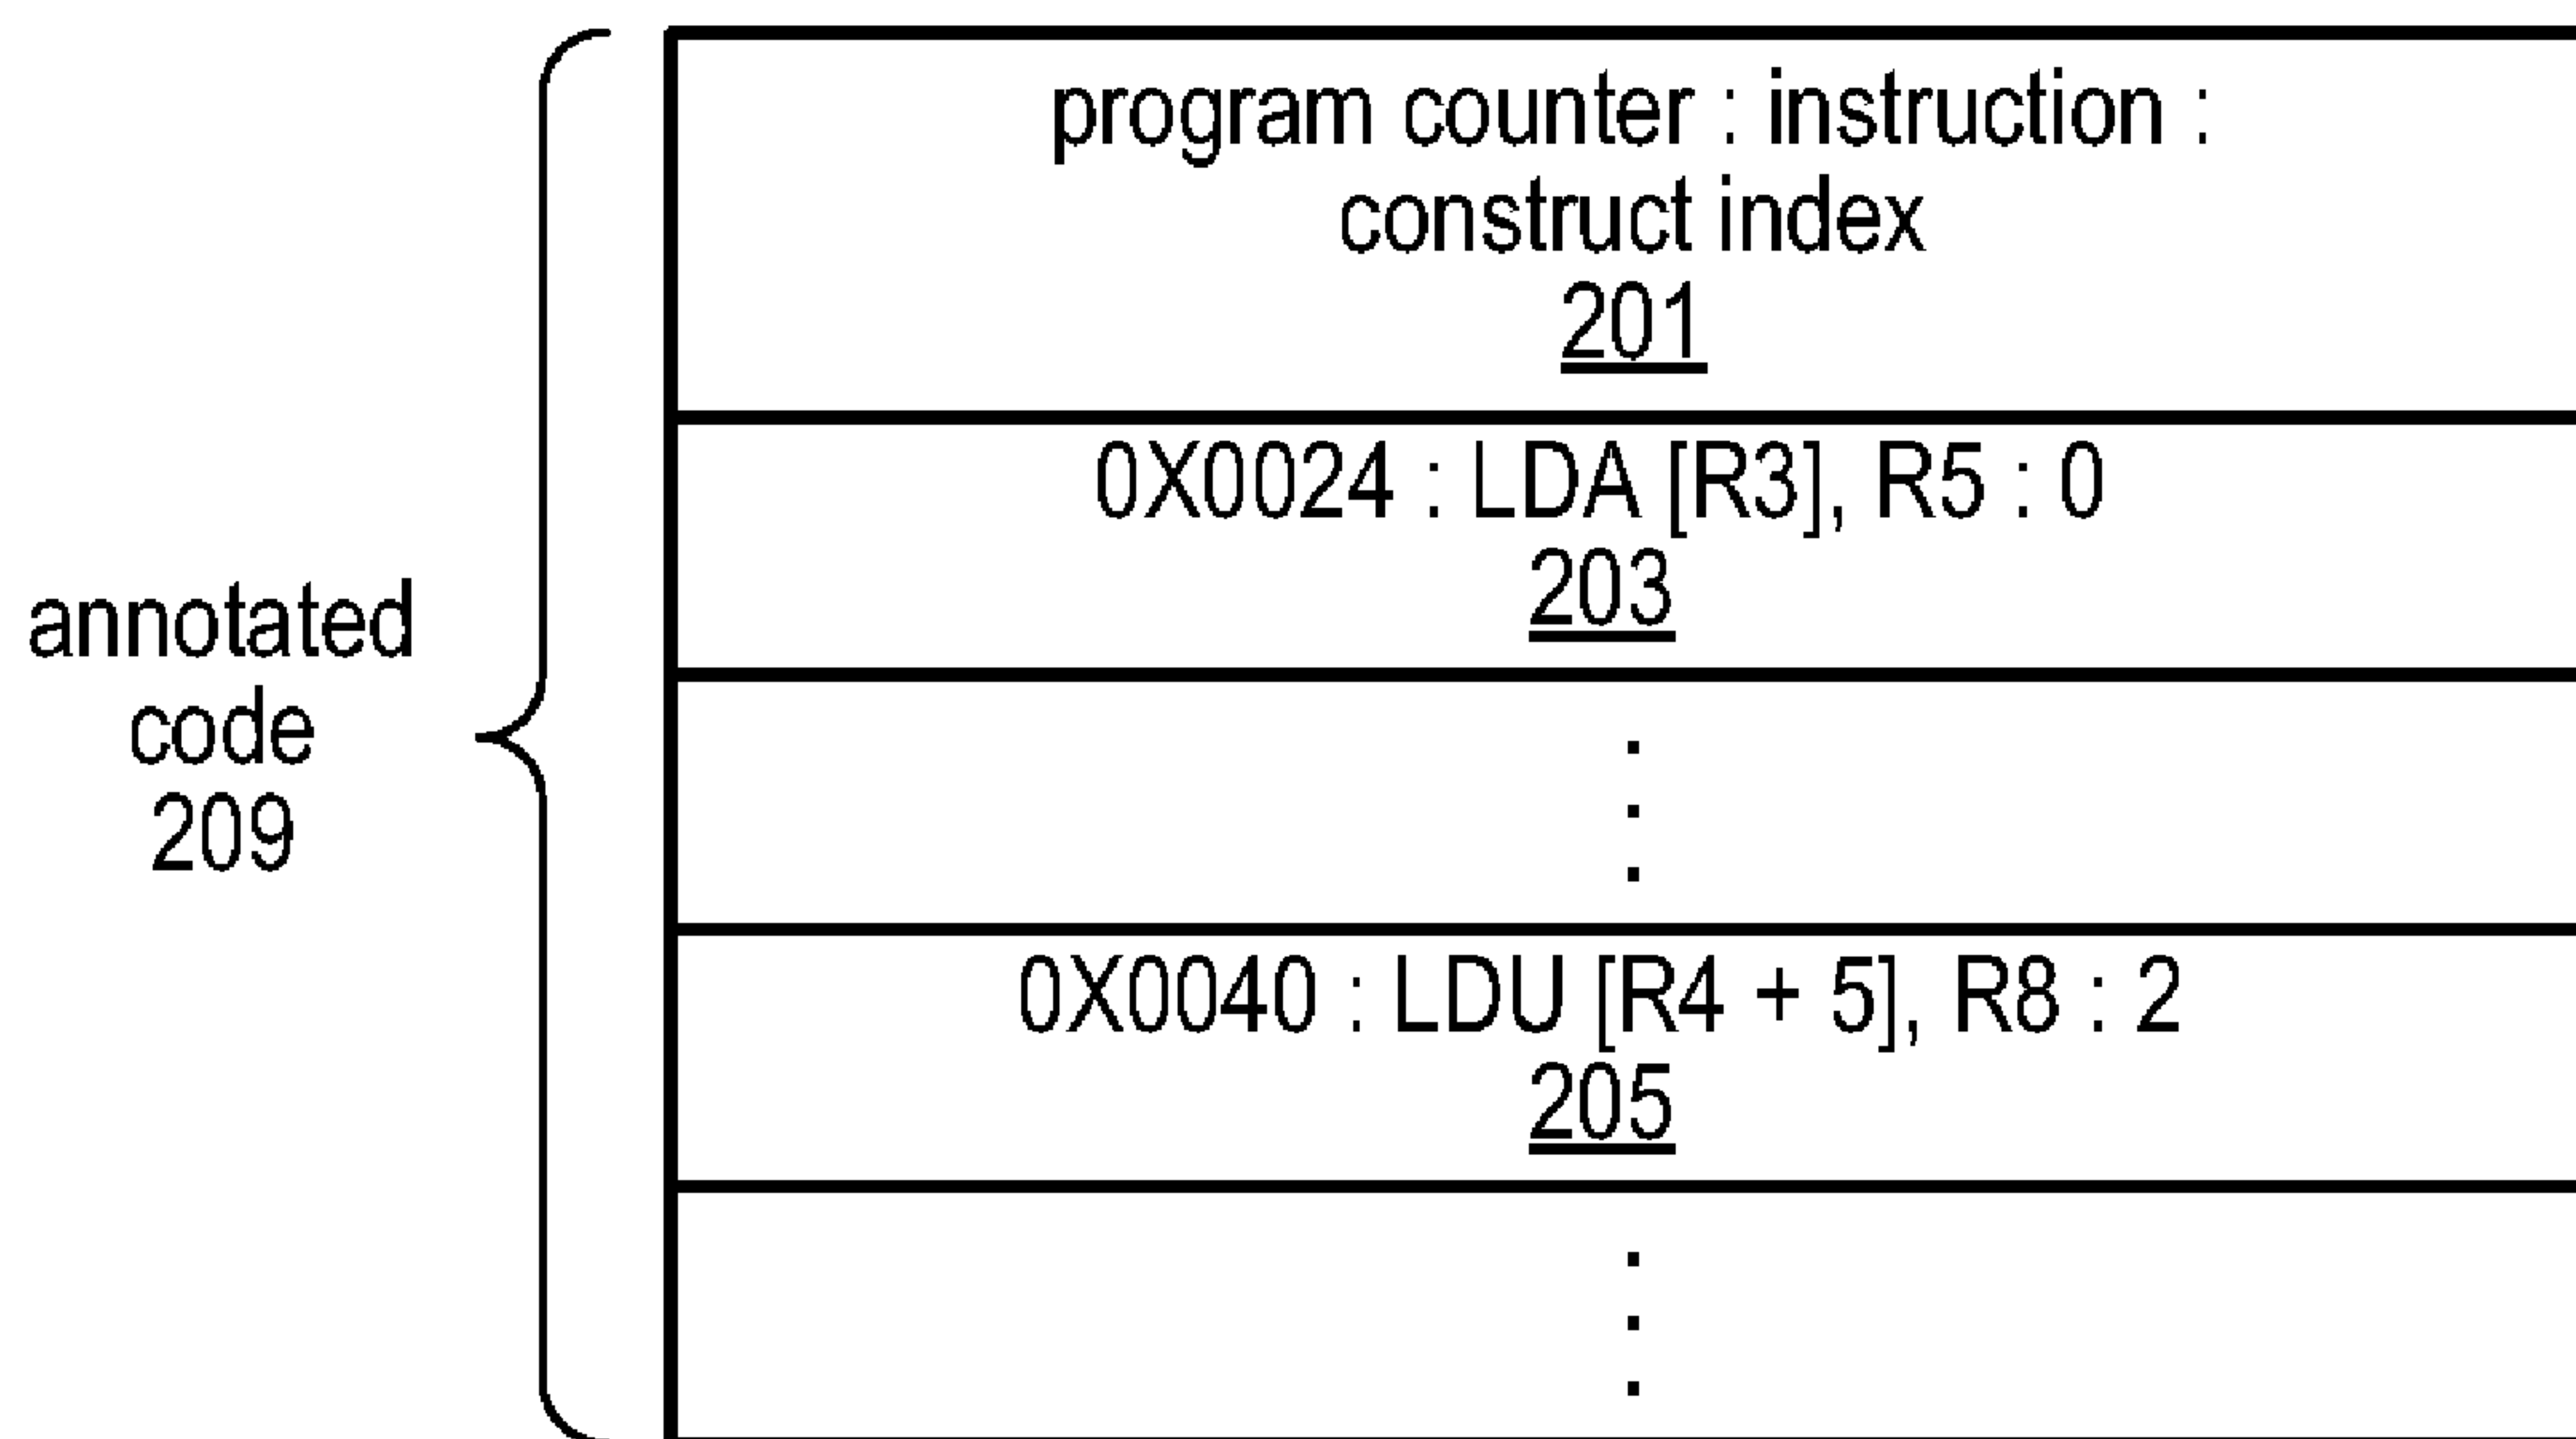 program counter : instruction :
construct index
201
0X0024 : LDA [R3], R5 : 0
203
annotated
code
209
.
.
.
0X0040 : LDU [R4 + 5], R8 : 2
205
.
.
.